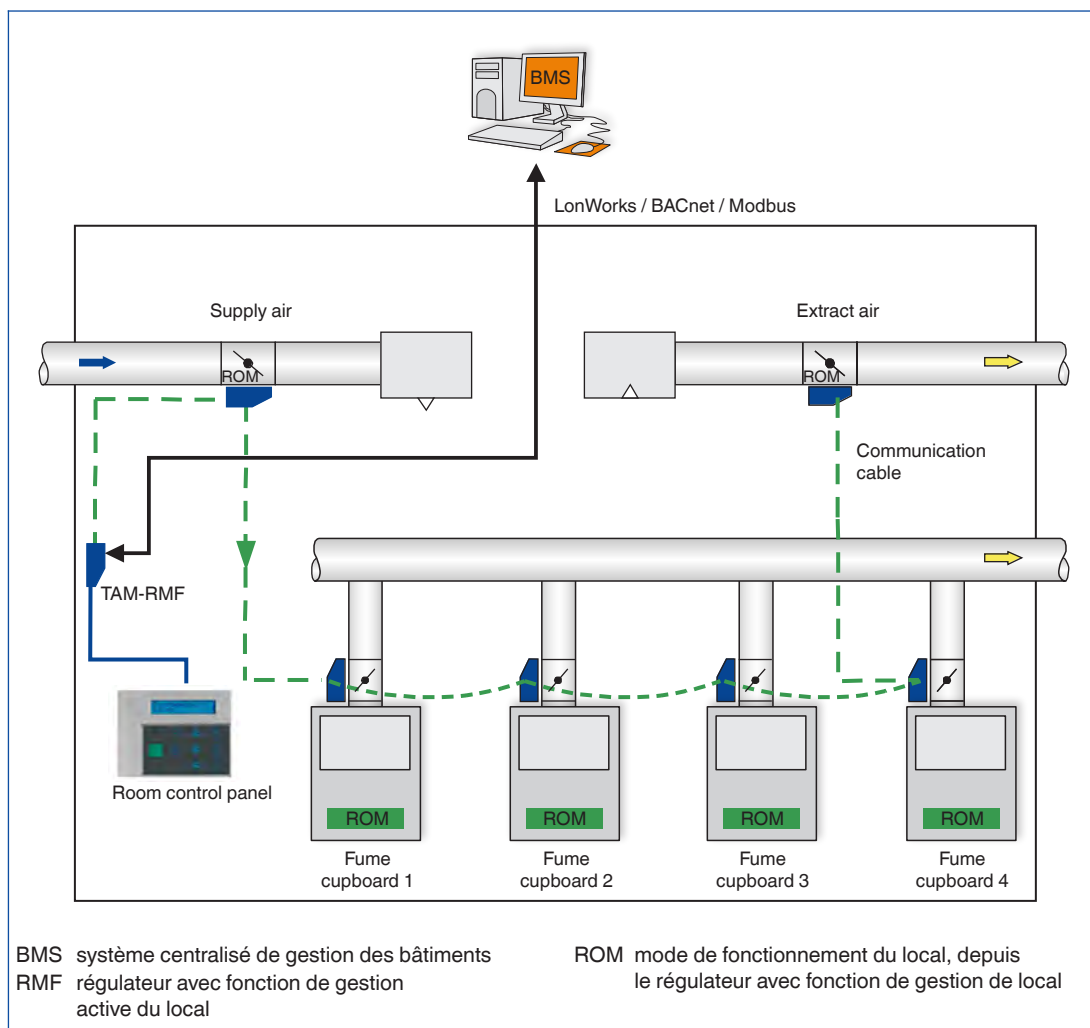 BMS
LonWorks / BACnet / Modbus
Supply air
Extract air
ROM
ROM
Communication
cable
TAM-RMF
Room control panel
ROM
ROM
ROM
ROM
Fume
cupboard 1
Fume
cupboard 2
Fume
cupboard 3
Fume
cupboard 4
BMS système centralisé de gestion des bâtiments
RMF régulateur avec fonction de gestion
active du local
ROM mode de fonctionnement du local, depuis
le régulateur avec fonction de gestion de local